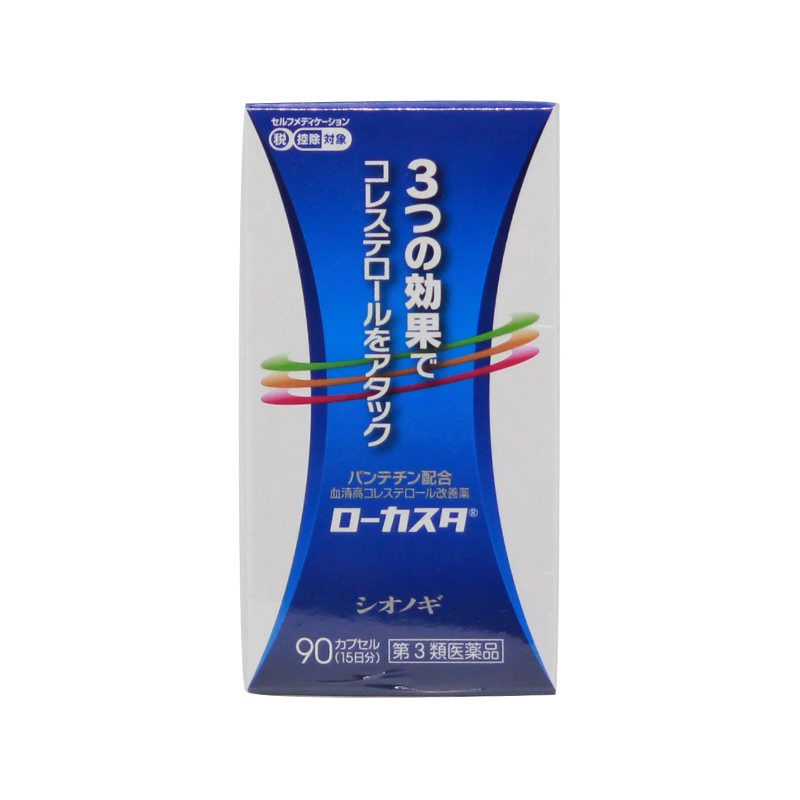 セルフメディケーション
税 控除 対象
3つの効果で
コレステロールをアタック
パンテチン配合
血清高コレステロール改善薬
ローカスタ®
シオノギ
90カプセル(15日分) 第3類医薬品